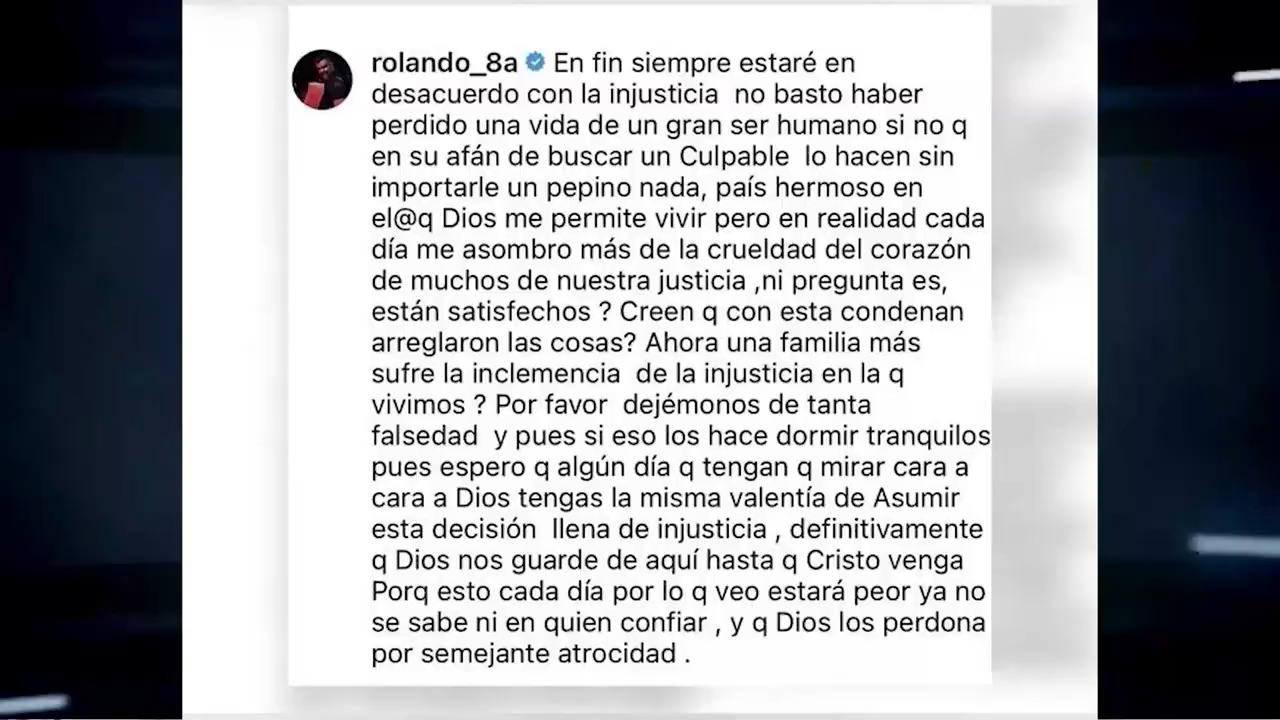 rolando_8a En fin siempre estaré en
desacuerdo con la injusticia no basto haber
perdido una vida de un gran ser humano si no q
en su afán de buscar un Culpable lo hacen sin
importarle un pepino nada, país hermoso en
el@q Dios me permite vivir pero en realidad cada
día me asombro más de la crueldad del corazón
de muchos de nuestra justicia ,ni pregunta es,
están satisfechos ? Creen q con esta condenan
arreglaron las cosas? Ahora una familia más
sufre la inclemencia de la injusticia en la q
vivimos ? Por favor dejémonos de tanta
falsedad y pues si eso los hace dormir tranquilos
pues espero q algún día q tengan q mirar cara a
cara a Dios tengas la misma valentía de Asumir
esta decisión llena de injusticia , definitivamente
q Dios nos guarde de aquí hasta q Cristo venga
Porq esto cada día por lo q veo estará peor ya no
se sabe ni en quien confiar , y q Dios los perdona
por semejante atrocidad .